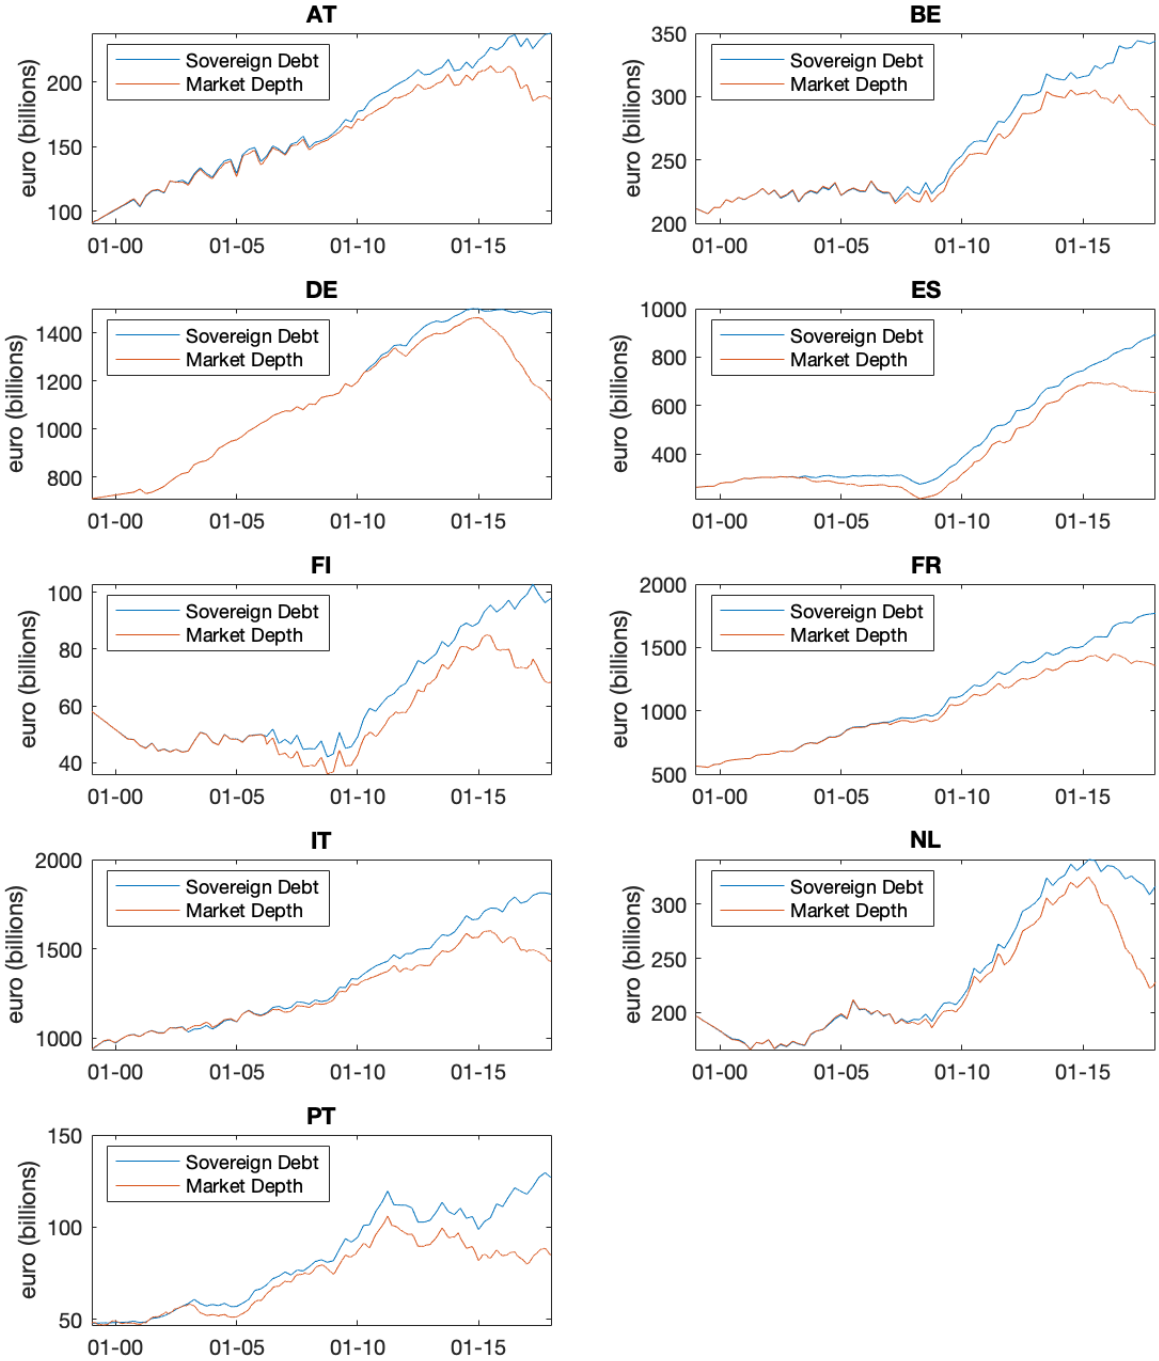 AT
euro (billions)
200
150
100
Sovereign Debt
Market Depth
01-00 01-05 01-10 01-15
BE
euro (billions)
350
300
250
200
Sovereign Debt
Market Depth
01-00 01-05 01-10 01-15
DE
euro (billions)
1400
1200
1000
800
Sovereign Debt
Market Depth
01-00 01-05 01-10 01-15
ES
euro (billions)
1000
800
600
400
Sovereign Debt
Market Depth
01-00 01-05 01-10 01-15
FI
euro (billions)
100
80
60
40
Sovereign Debt
Market Depth
01-00 01-05 01-10 01-15
FR
euro (billions)
2000
1500
1000
500
Sovereign Debt
Market Depth
01-00 01-05 01-10 01-15
IT
euro (billions)
2000
1500
1000
Sovereign Debt
Market Depth
01-00 01-05 01-10 01-15
NL
euro (billions)
300
250
200
Sovereign Debt
Market Depth
01-00 01-05 01-10 01-15
PT
euro (billions)
150
100
50
Sovereign Debt
Market Depth
01-00 01-05 01-10 01-15